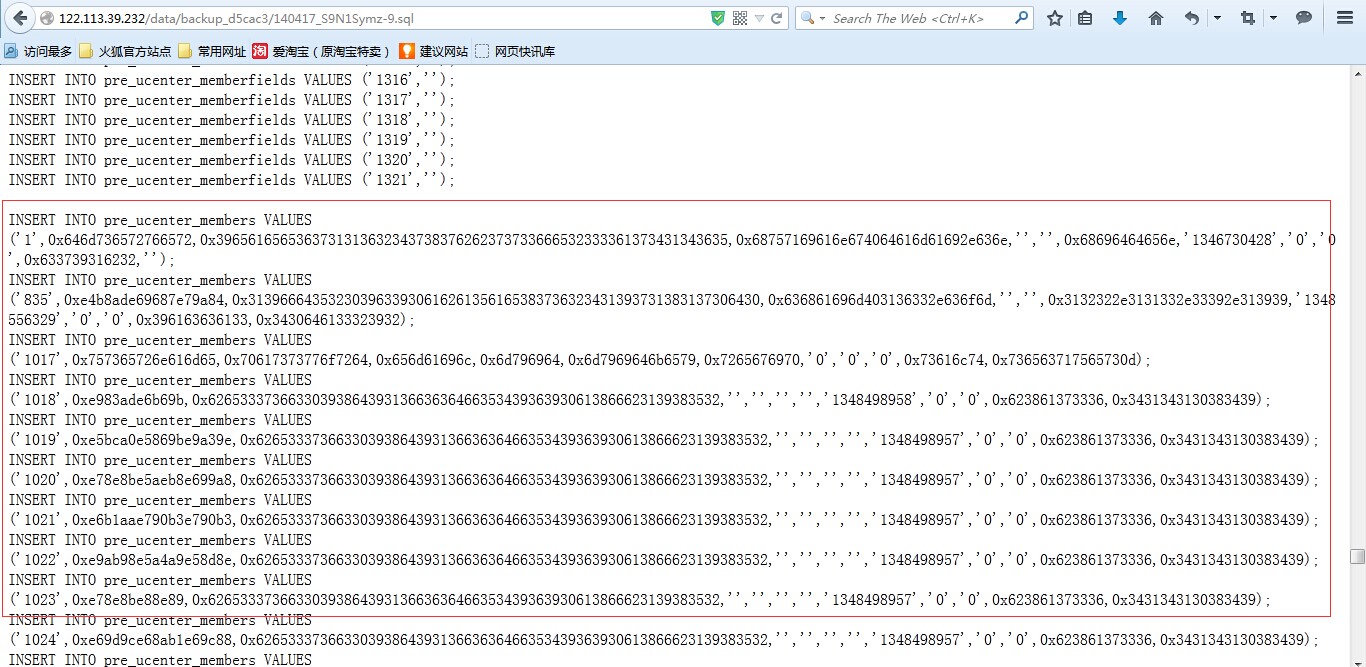 122.113.39.232/data/backup_d5cac3/140417_S9N1Symz-9.sql
Search The Web <Ctrl+K>
访问最多 火狐官方站点 常用网址 淘 爱淘宝（原淘宝特卖） 建议网站 网页快讯库
INSERT INTO pre_ucenter_memberfields VALUES ('1316','');
INSERT INTO pre_ucenter_memberfields VALUES ('1317','');
INSERT INTO pre_ucenter_memberfields VALUES ('1318','');
INSERT INTO pre_ucenter_memberfields VALUES ('1319','');
INSERT INTO pre_ucenter_memberfields VALUES ('1320','');
INSERT INTO pre_ucenter_memberfields VALUES ('1321','');
INSERT INTO pre_ucenter_members VALUES
('1',0x646d736572766572,0x3965616565363731313632343738376262373733666532333361373431343635,0x68757169616e674064616d61692e636e,'','',0x68696464656e,'1346730428','0','0
',0x633739316232,'');
INSERT INTO pre_ucenter_members VALUES
('835',0xe4b8ade69687e79a84,0x3139666435323039633930616261356165383736323431393731383137306430,0x636861696d403136332e636f6d,'','',0x3132322e3131332e33392e313939,'1348
556329','0','0',0x396163636133,0x3430646133323932);
INSERT INTO pre_ucenter_members VALUES
('1017',0x757365726e616d65,0x70617373776f7264,0x656d61696c,0x6d796964,0x6d7969646b6579,0x7265676970,'0','0','0',0x73616c74,0x736563717565730d);
INSERT INTO pre_ucenter_members VALUES
('1018',0xe983ade6b69b,0x62653337366330393864393136636364663534393639306138666231393835​32,'','','','','1348498958','0','0',0x623861373336,0x3431343130383439);
INSERT INTO pre_ucenter_members VALUES
('1019',0xe5bca0e5869be9a39e,0x6265333736633039386439313663636466353439363930613866623139383532,'','','','','1348498957','0','0',0x623861373336,0x3431343130383439);
INSERT INTO pre_ucenter_members VALUES
('1020',0xe78e8be5aeb8e699a8,0x6265333736633039386439313663636466353439363930613866623139383532,'','','','','1348498957','0','0',0x623861373336,0x3431343130383439);
INSERT INTO pre_ucenter_members VALUES
('1021',0xe6b1aae790b3e790b3,0x6265333736633039386439313663636466353439363930613866623139383532,'','','','','1348498957','0','0',0x623861373336,0x3431343130383439);
INSERT INTO pre_ucenter_members VALUES
('1022',0xe9ab98e5a4a9e58d8e,0x6265333736633039386439313663636466353439363930613866623139383532,'','','','','1348498957','0','0',0x623861373336,0x3431343130383439);
INSERT INTO pre_ucenter_members VALUES
('1023',0xe78e8be88e89,0x6265333736633039386439313663636466353439363930613866623139383532,'','','','','1348498957','0','0',0x623861373336,0x3431343130383439);
INSERT INTO pre_ucenter_members VALUES
('1024',0xe69d9ce68ab1e69c88,0x6265333736633039386439313663636466353439363930613866623139383532,'','','','','1348498957','0','0',0x623861373336,0x3431343130383439);
INSERT INTO pre_ucenter_members VALUES